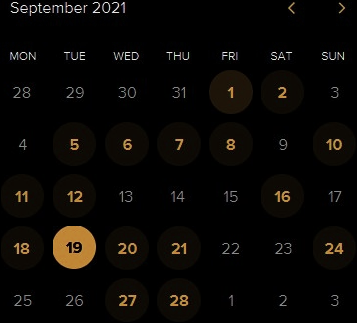 September 2021
MON TUE WED THU FRI SAT SUN
28 29 30 31 1 2 3
4 5 6 7 8 9 10
11 12 13 14 15 16 17
18 19 20 21 22 23 24
25 26 27 28 1 2 3